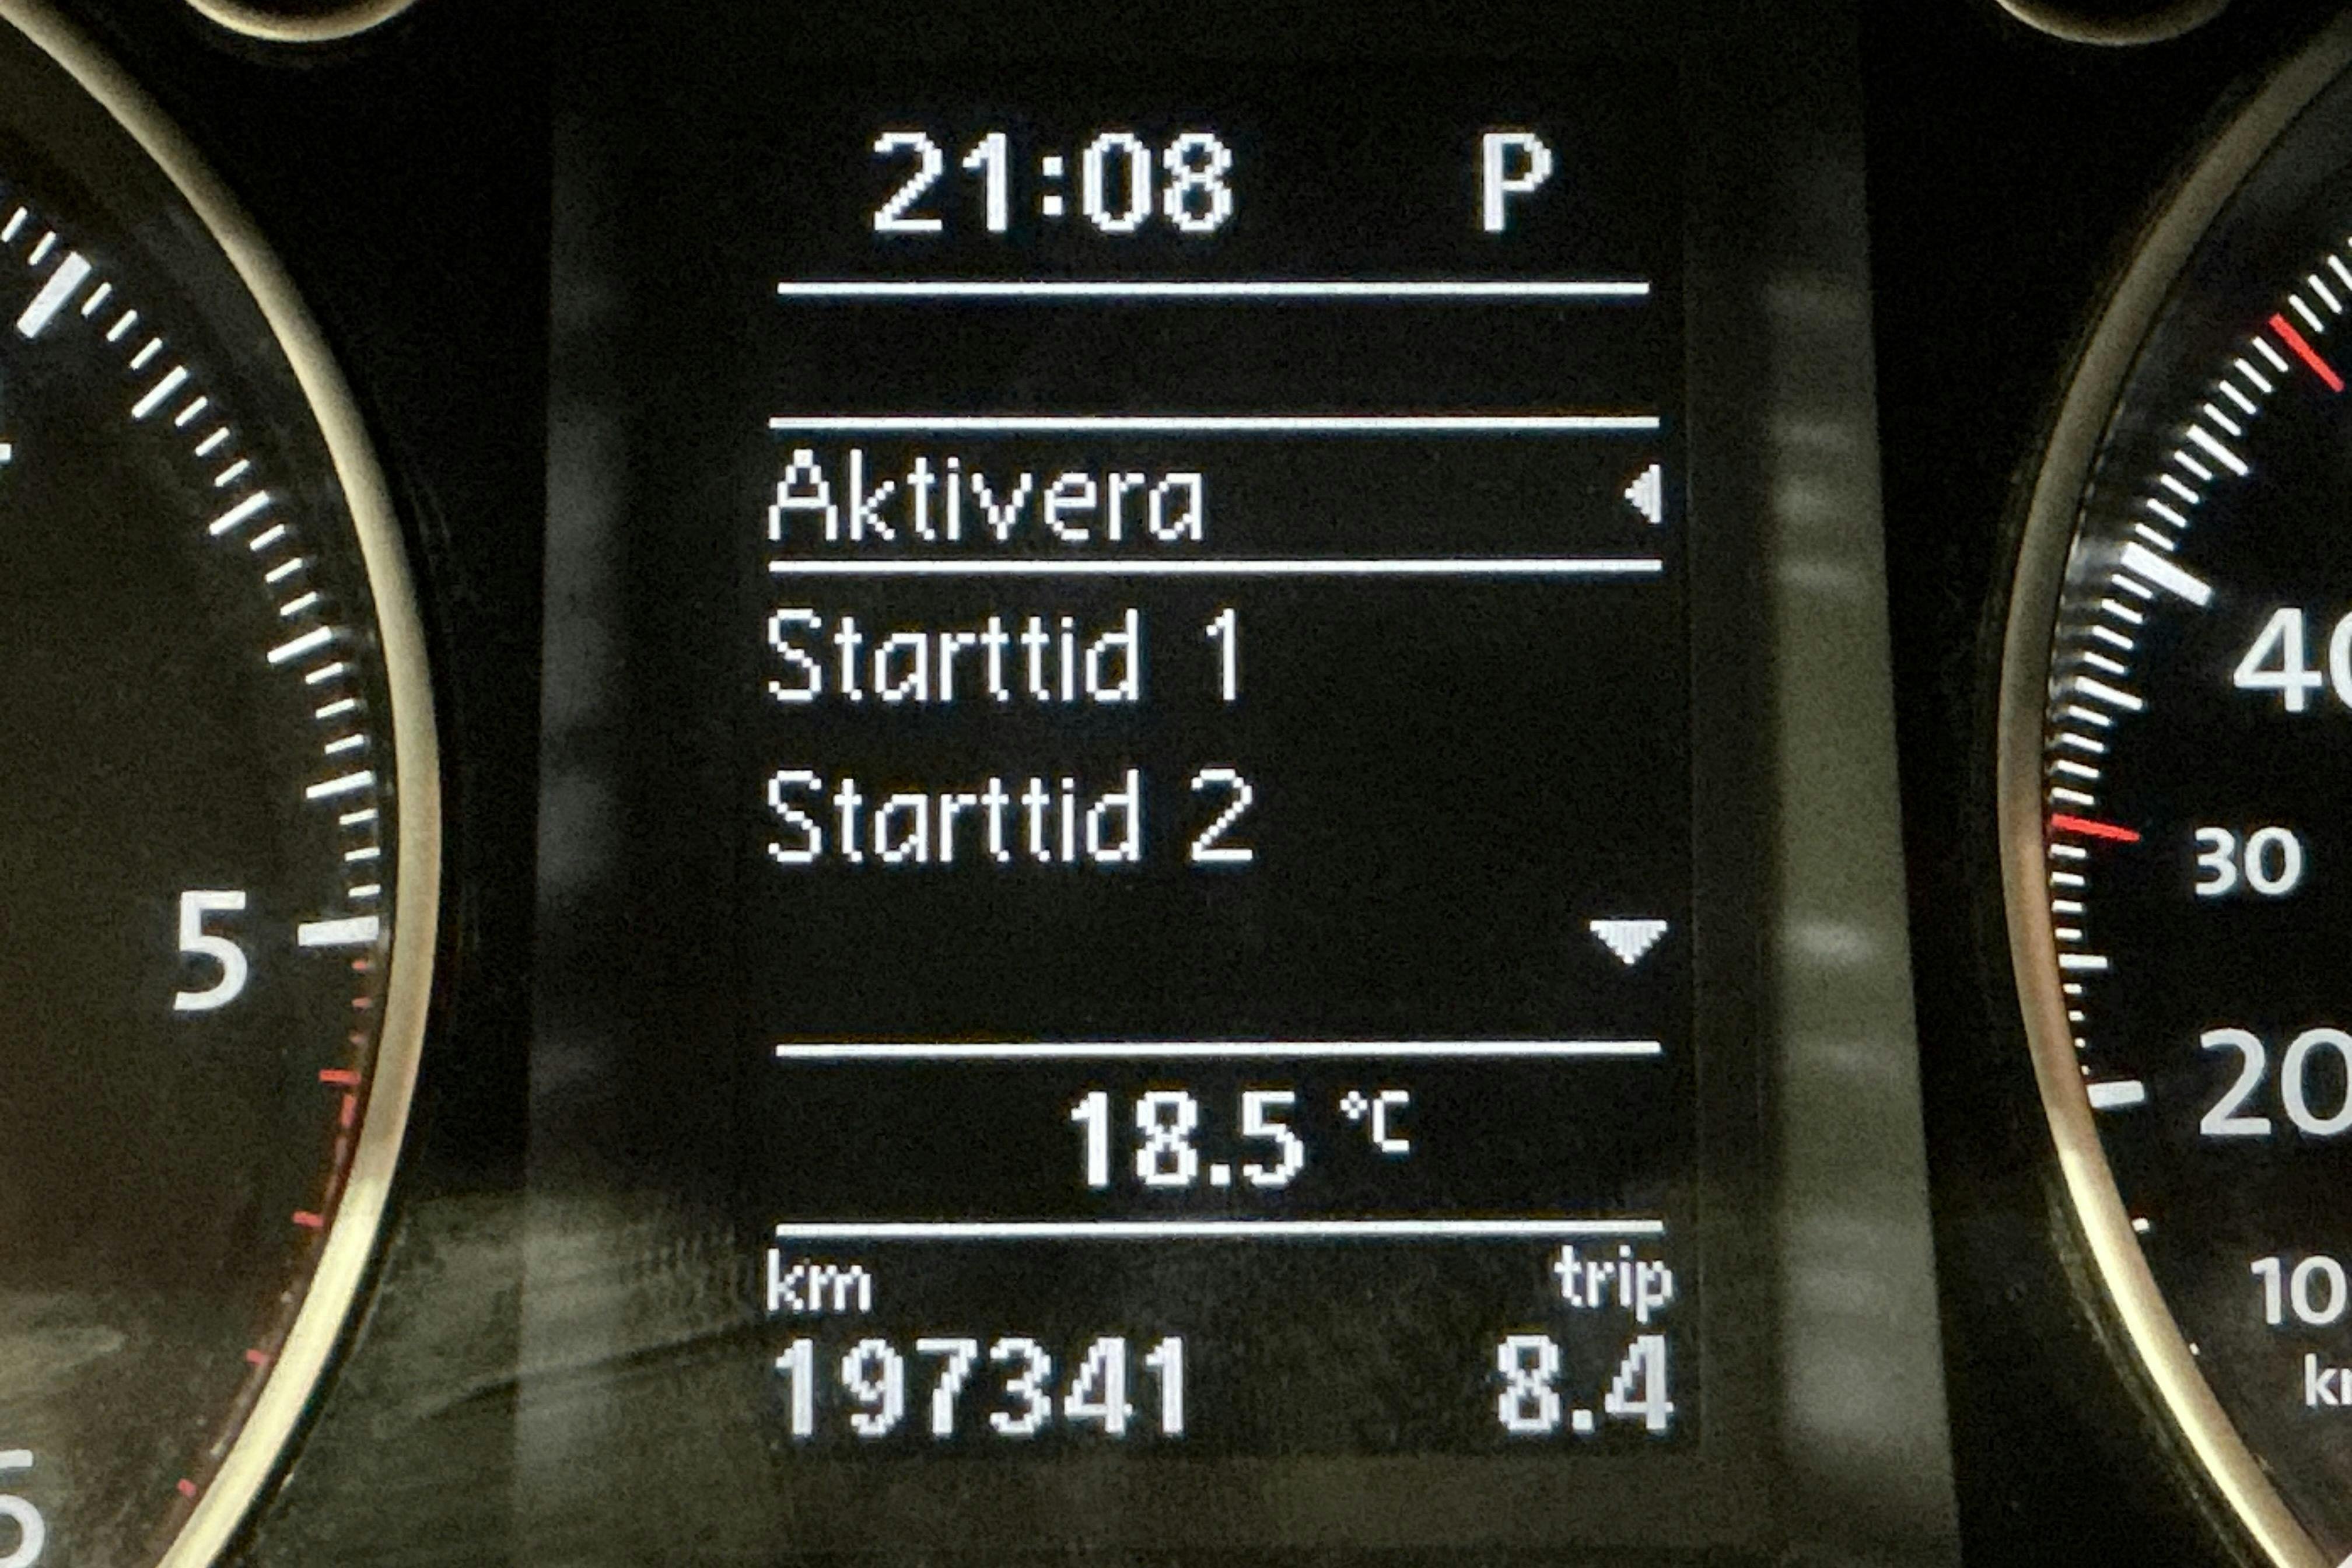 21:08 P
Aktivera
Starttid 1
Starttid 2
18.5 °C
km trip
197341 8.4
5
40
30
20
10